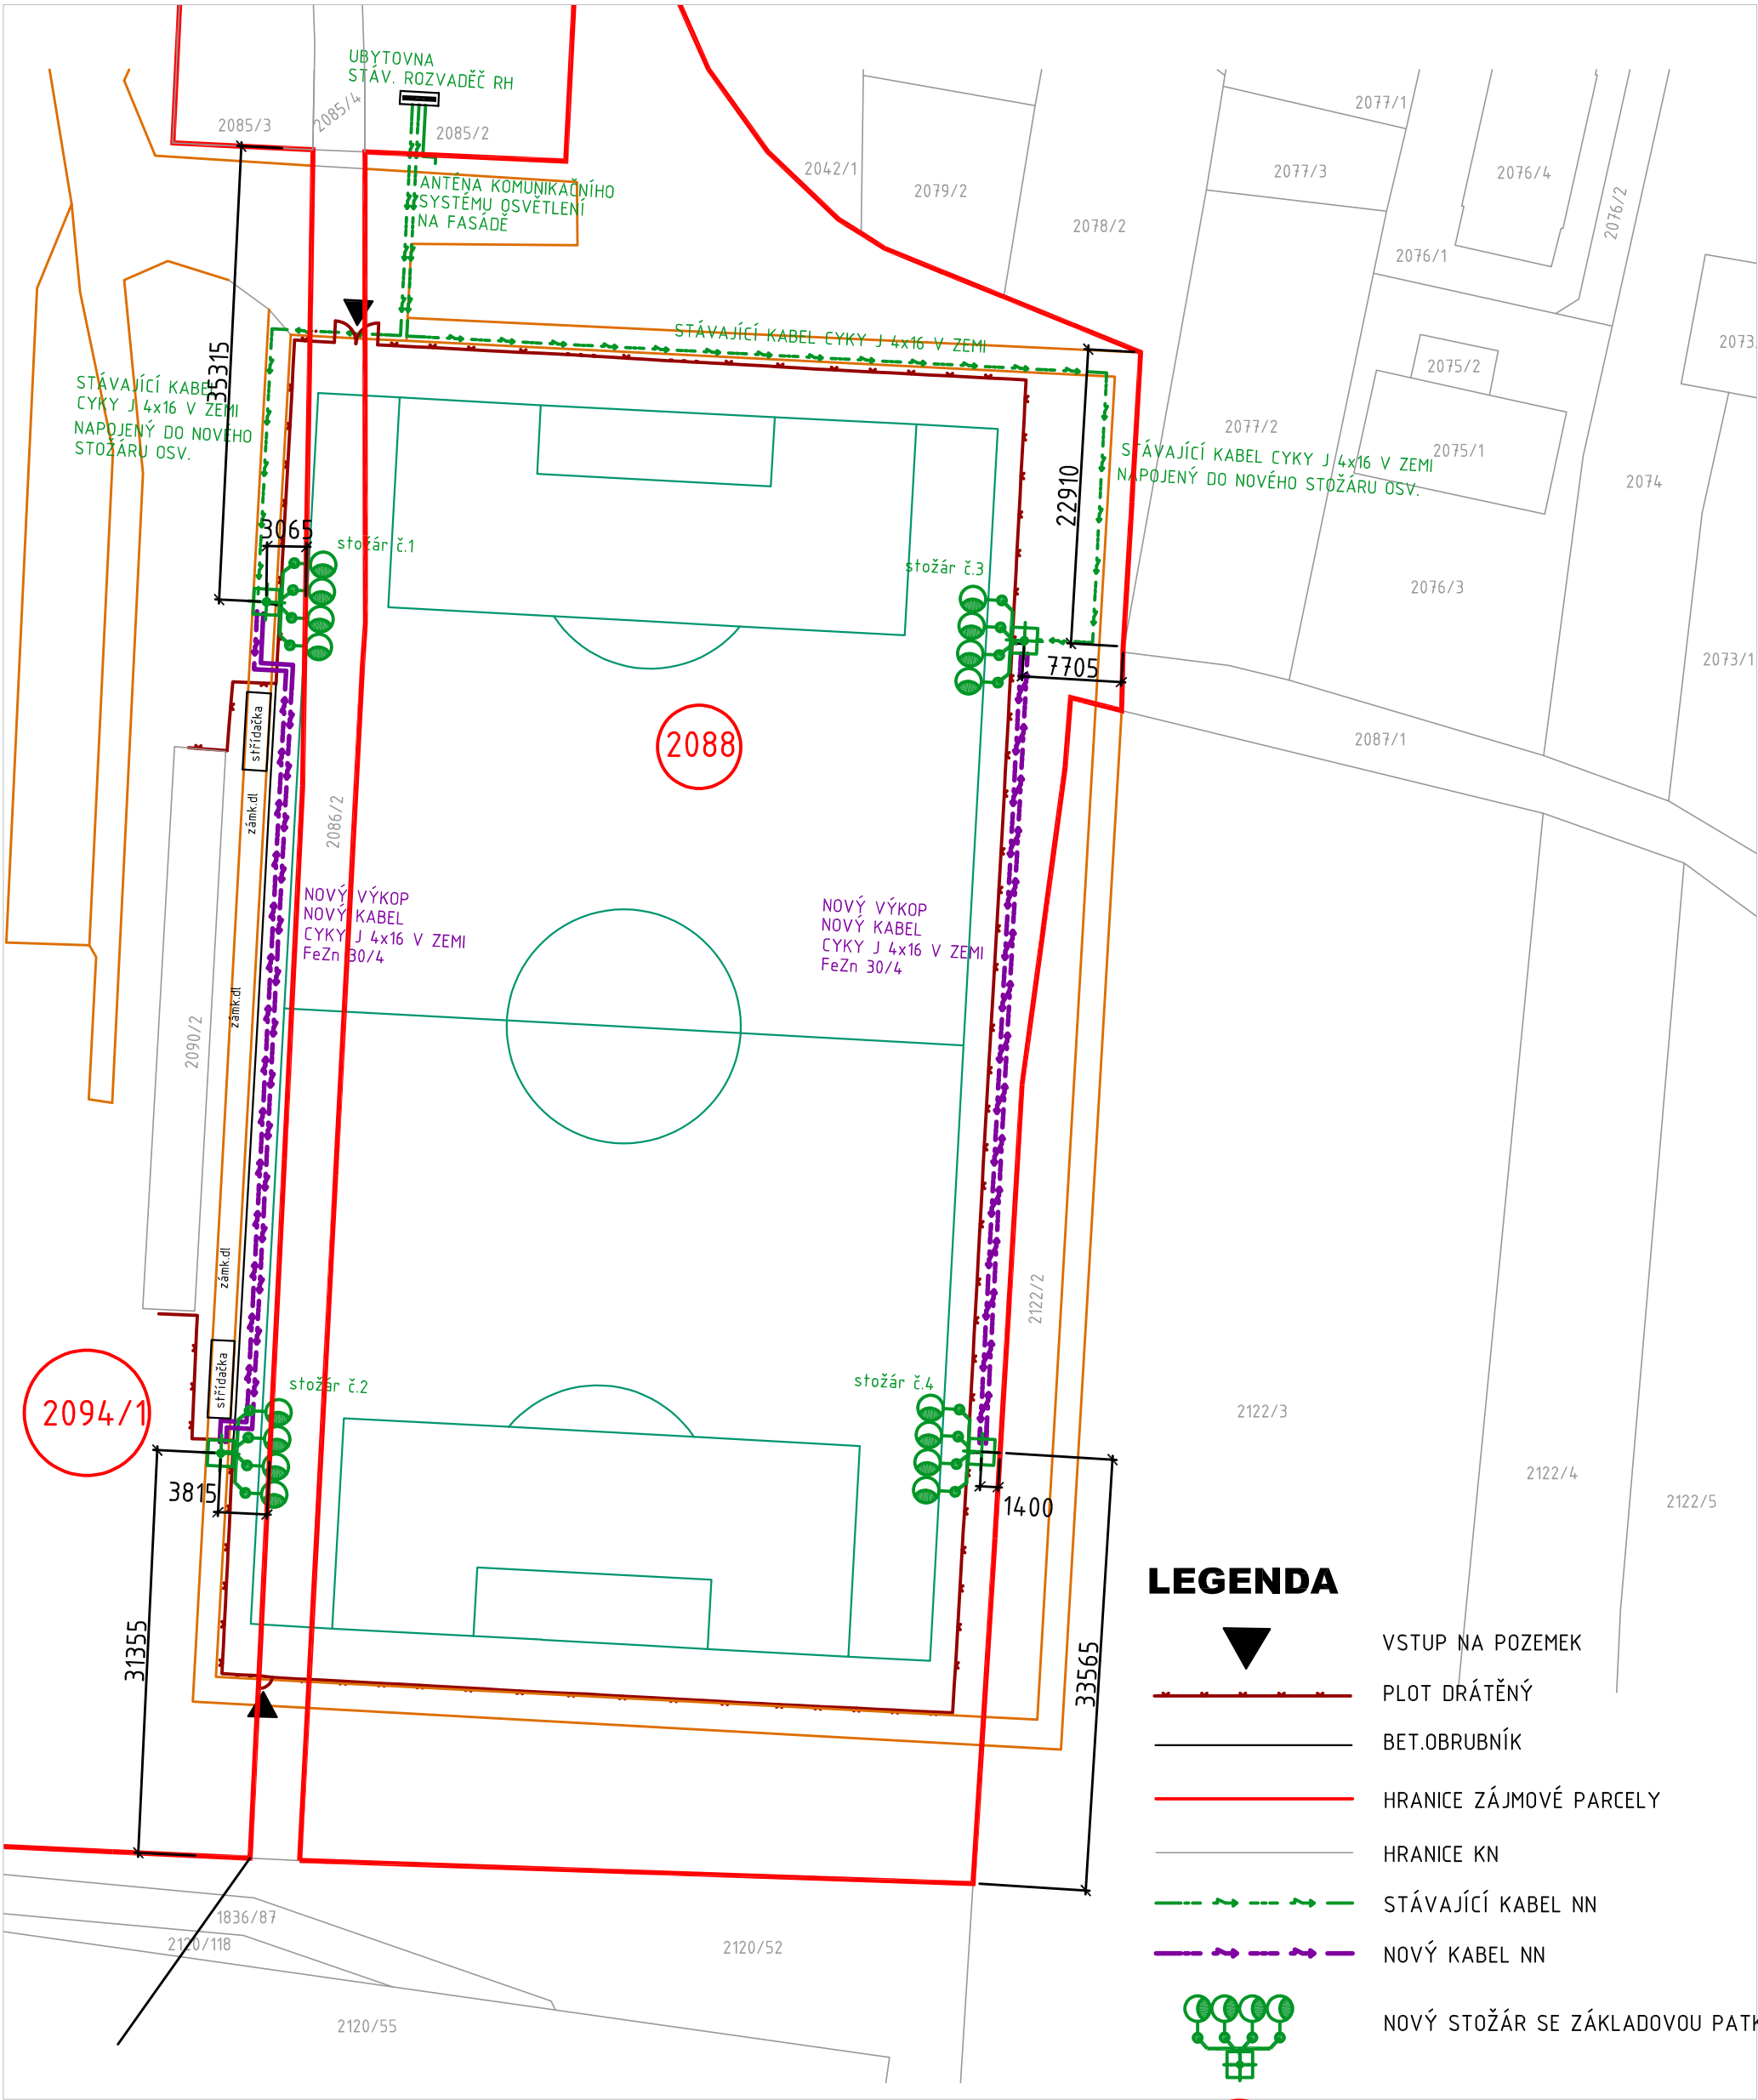 UBYTOVNA
STÁV. ROZVADĚČ RH
2085/3
2085/4
2085/2
ANTÉNA KOMUNIKAČNÍHO
SYSTÉMU OSVĚTLENÍ
NA FASÁDĚ
2042/1
2079/2
2078/2
2077/1
2077/3
2076/4
2076/2
2076/1
2075/2
2075/1
2077/2
2074
2076/3
2073/1
2087/1
STÁVAJÍCÍ KABEL CYKY J 4x16 V ZEMI
35315
STÁVAJÍCÍ KABEL
CYKY J 4x16 V ZEMI
NAPOJENÝ DO NOVÉHO
STOŽÁRU OSV.
22910
STÁVAJÍCÍ KABEL CYKY J 4x16 V ZEMI
NAPOJENÝ DO NOVÉHO STOŽÁRU OSV.
3065
stožár č.1
stožár č.3
7705
2088
střídačka
zámk.dl
2086/2
NOVÝ VÝKOP
NOVÝ KABEL
CYKY J 4x16 V ZEMI
FeZn 30/4
NOVÝ VÝKOP
NOVÝ KABEL
CYKY J 4x16 V ZEMI
FeZn 30/4
zámk.dl
2090/2
zámk.dl
2122/2
střídačka
stožár č.2
stožár č.4
2094/1
3815
1400
2122/3
2122/4
2122/5
31355
33565
1836/87
2120/118
2120/52
2120/55
LEGENDA
VSTUP NA POZEMEK
PLOT DRÁTĚNÝ
BET.OBRUBNÍK
HRANICE ZÁJMOVÉ PARCELY
HRANICE KN
STÁVAJÍCÍ KABEL NN
NOVÝ KABEL NN
NOVÝ STOŽÁR SE ZÁKLADOVOU